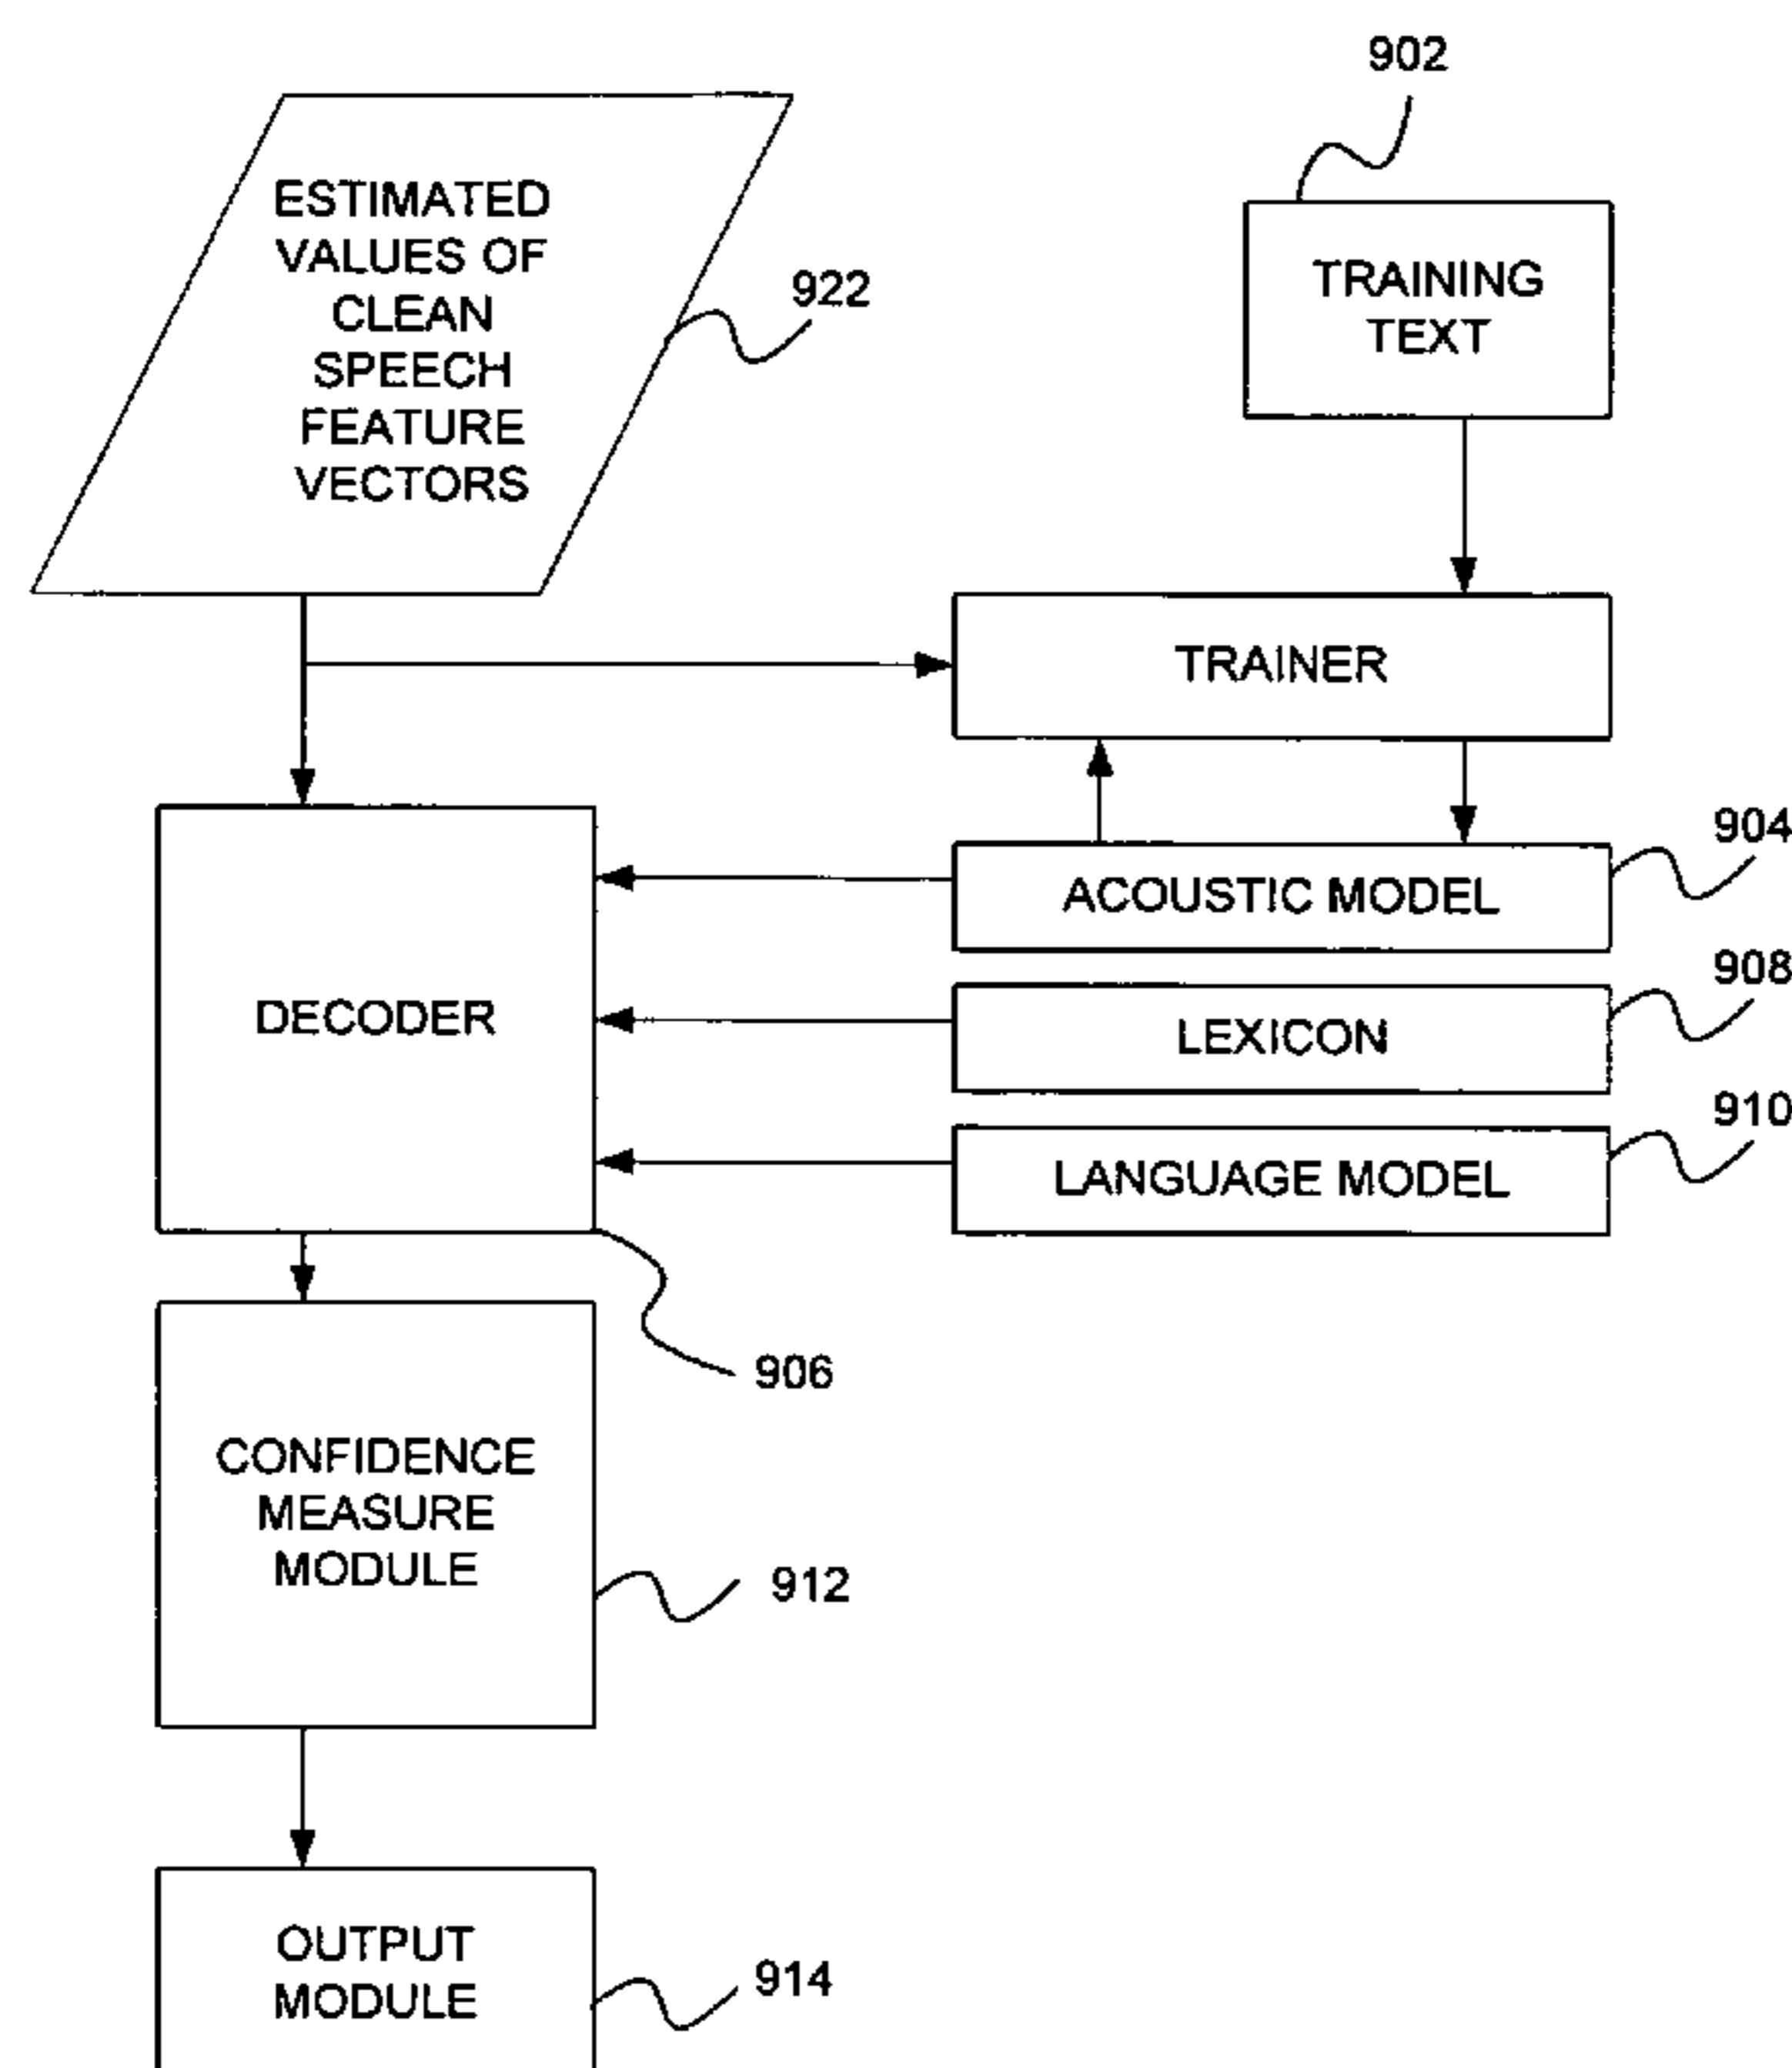 902
ESTIMATED
VALUES OF
CLEAN
SPEECH
FEATURE
VECTORS
922
TRAINING
TEXT
TRAINER
904
ACOUSTIC MODEL
908
LEXICON
DECODER
910
LANGUAGE MODEL
906
CONFIDENCE
MEASURE
MODULE
912
OUTPUT
MODULE
914